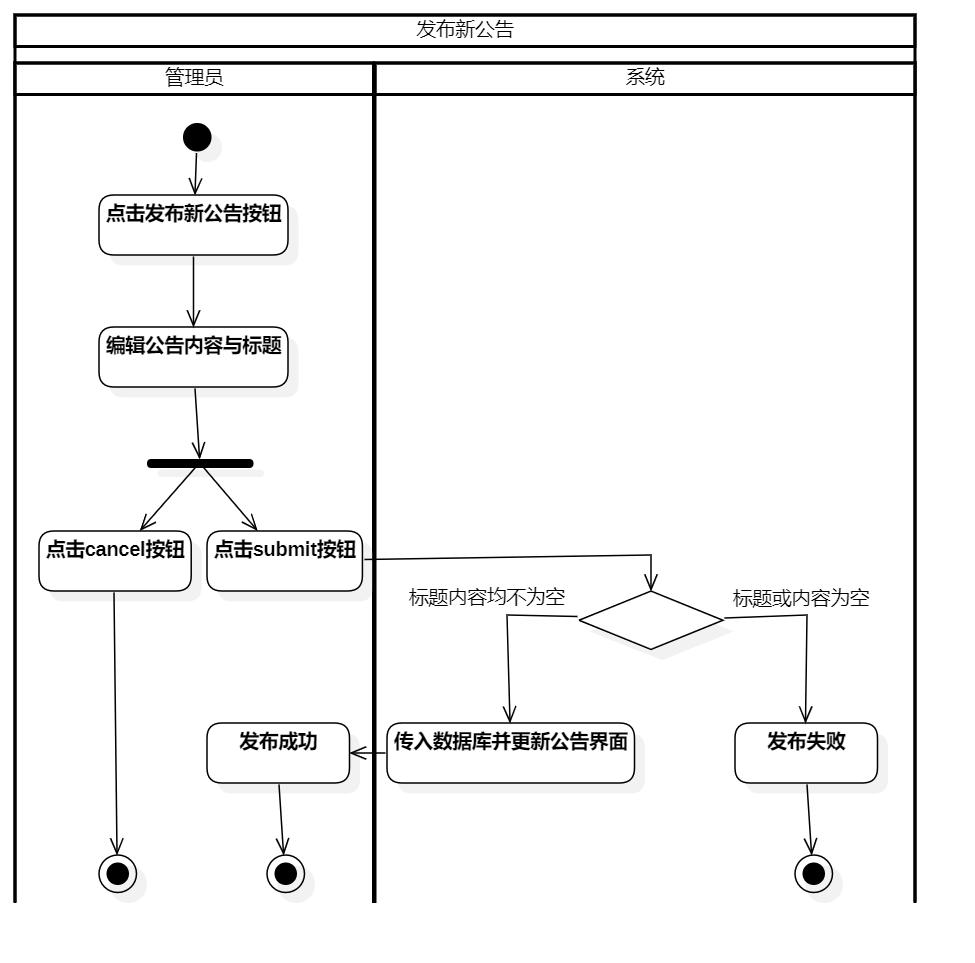 发布新公告
管理员
系统
点击发布新公告按钮
编辑公告内容与标题
点击cancel按钮
点击submit按钮
标题内容均不为空
标题或内容为空
发布成功
传入数据库并更新公告界面
发布失败